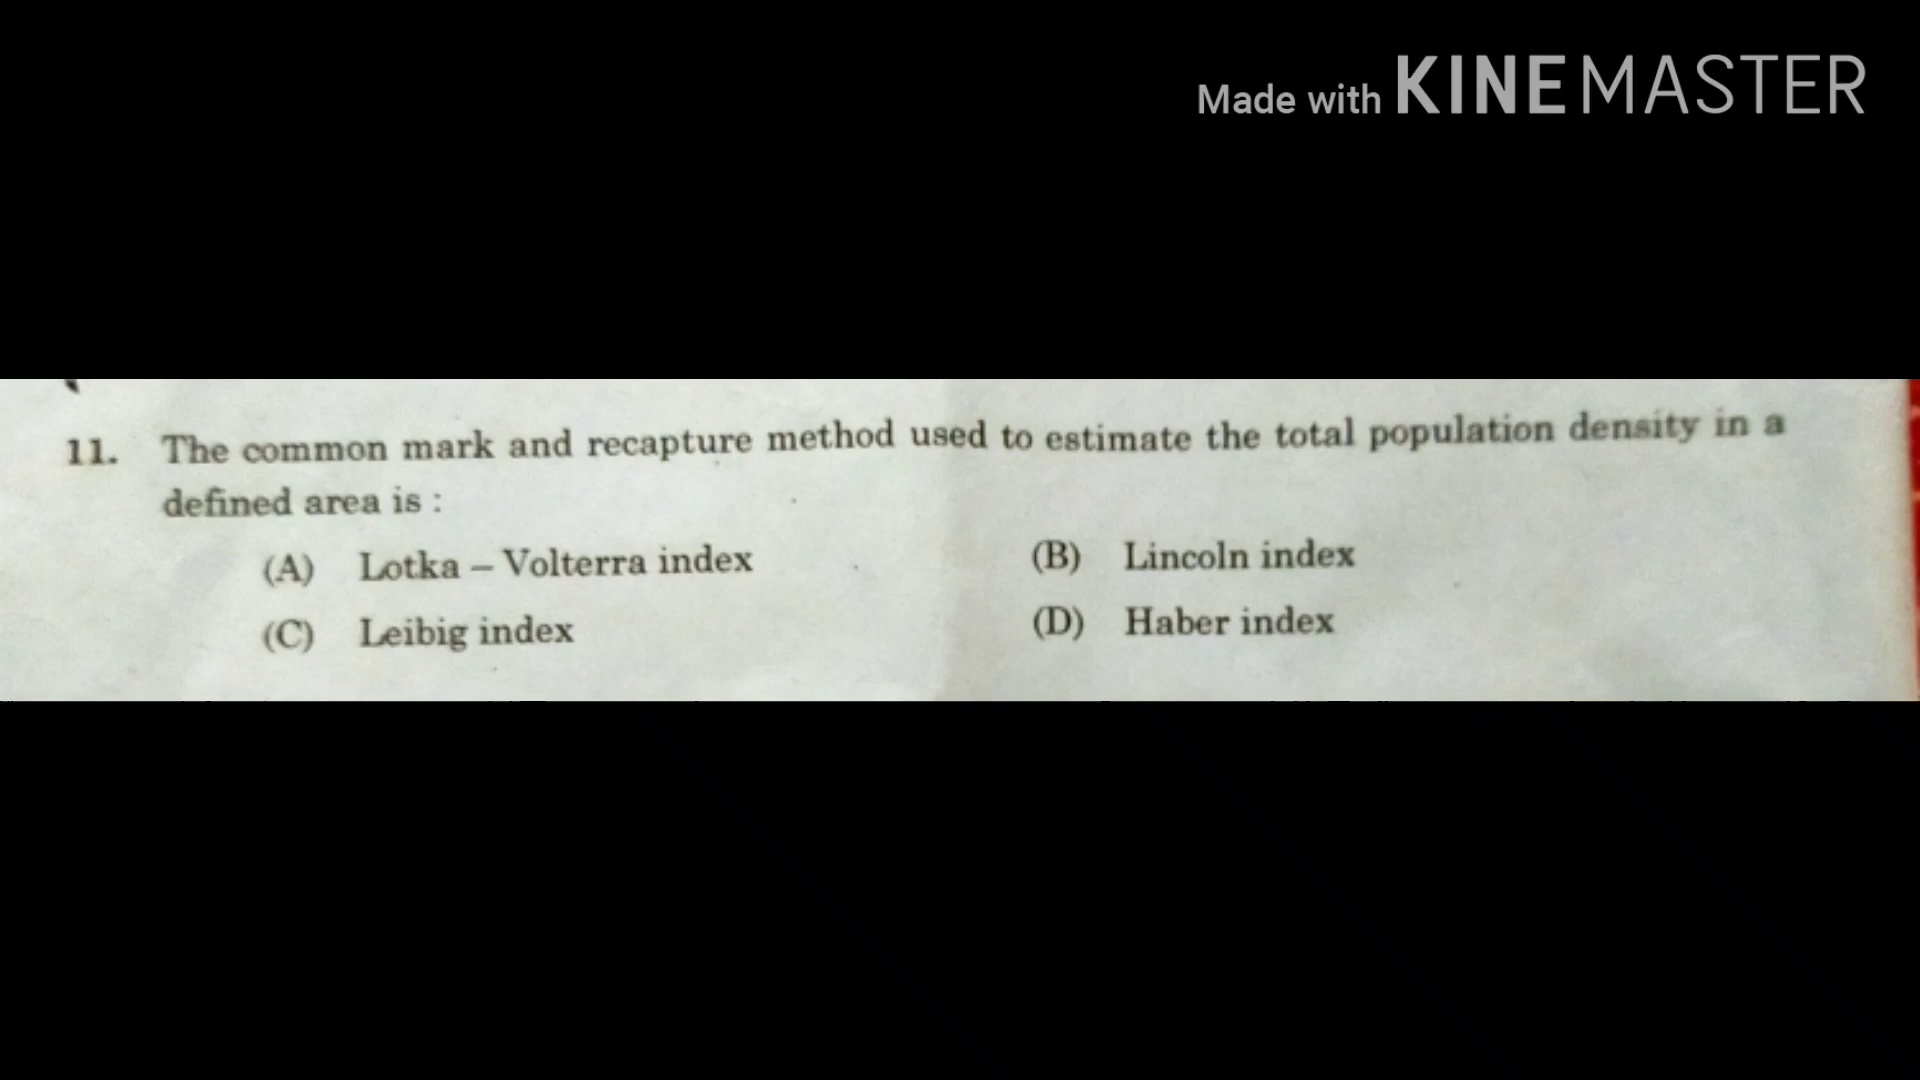 Made with KINEMASTER
11. The common mark and recapture method used to estimate the total population density in a
defined area is :
(A) Lotka – Volterra index (B) Lincoln index
(C) Leibig index (D) Haber index